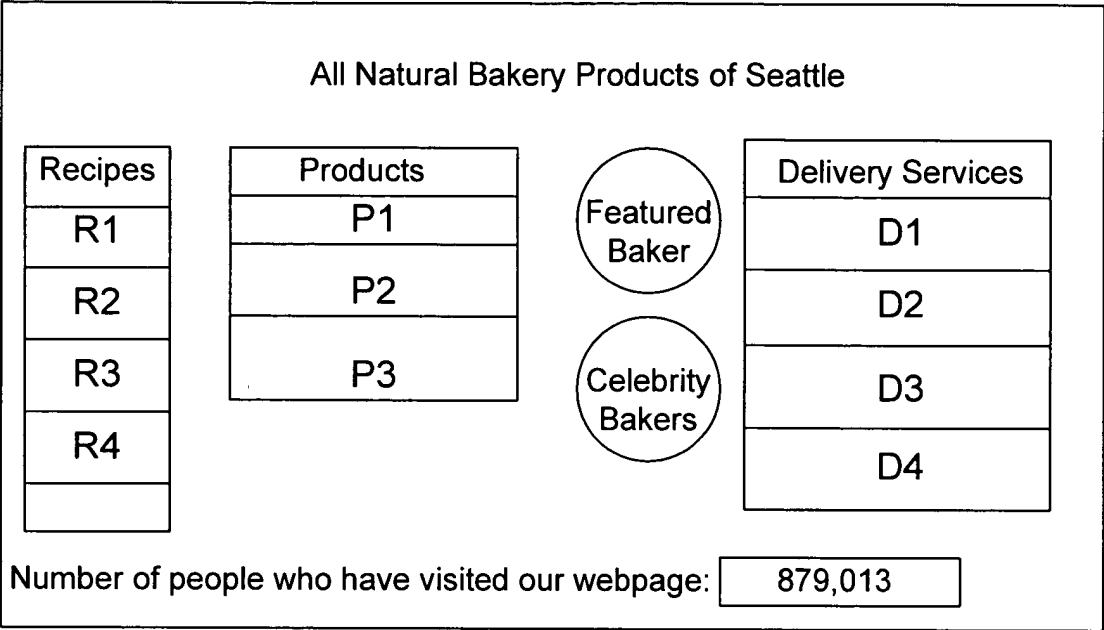 All Natural Bakery Products of Seattle
Recipes
R1
R2
R3
R4
Products
P1
P2
P3
Featured
Baker
Celebrity
Bakers
Delivery Services
D1
D2
D3
D4
Number of people who have visited our webpage: 879,013